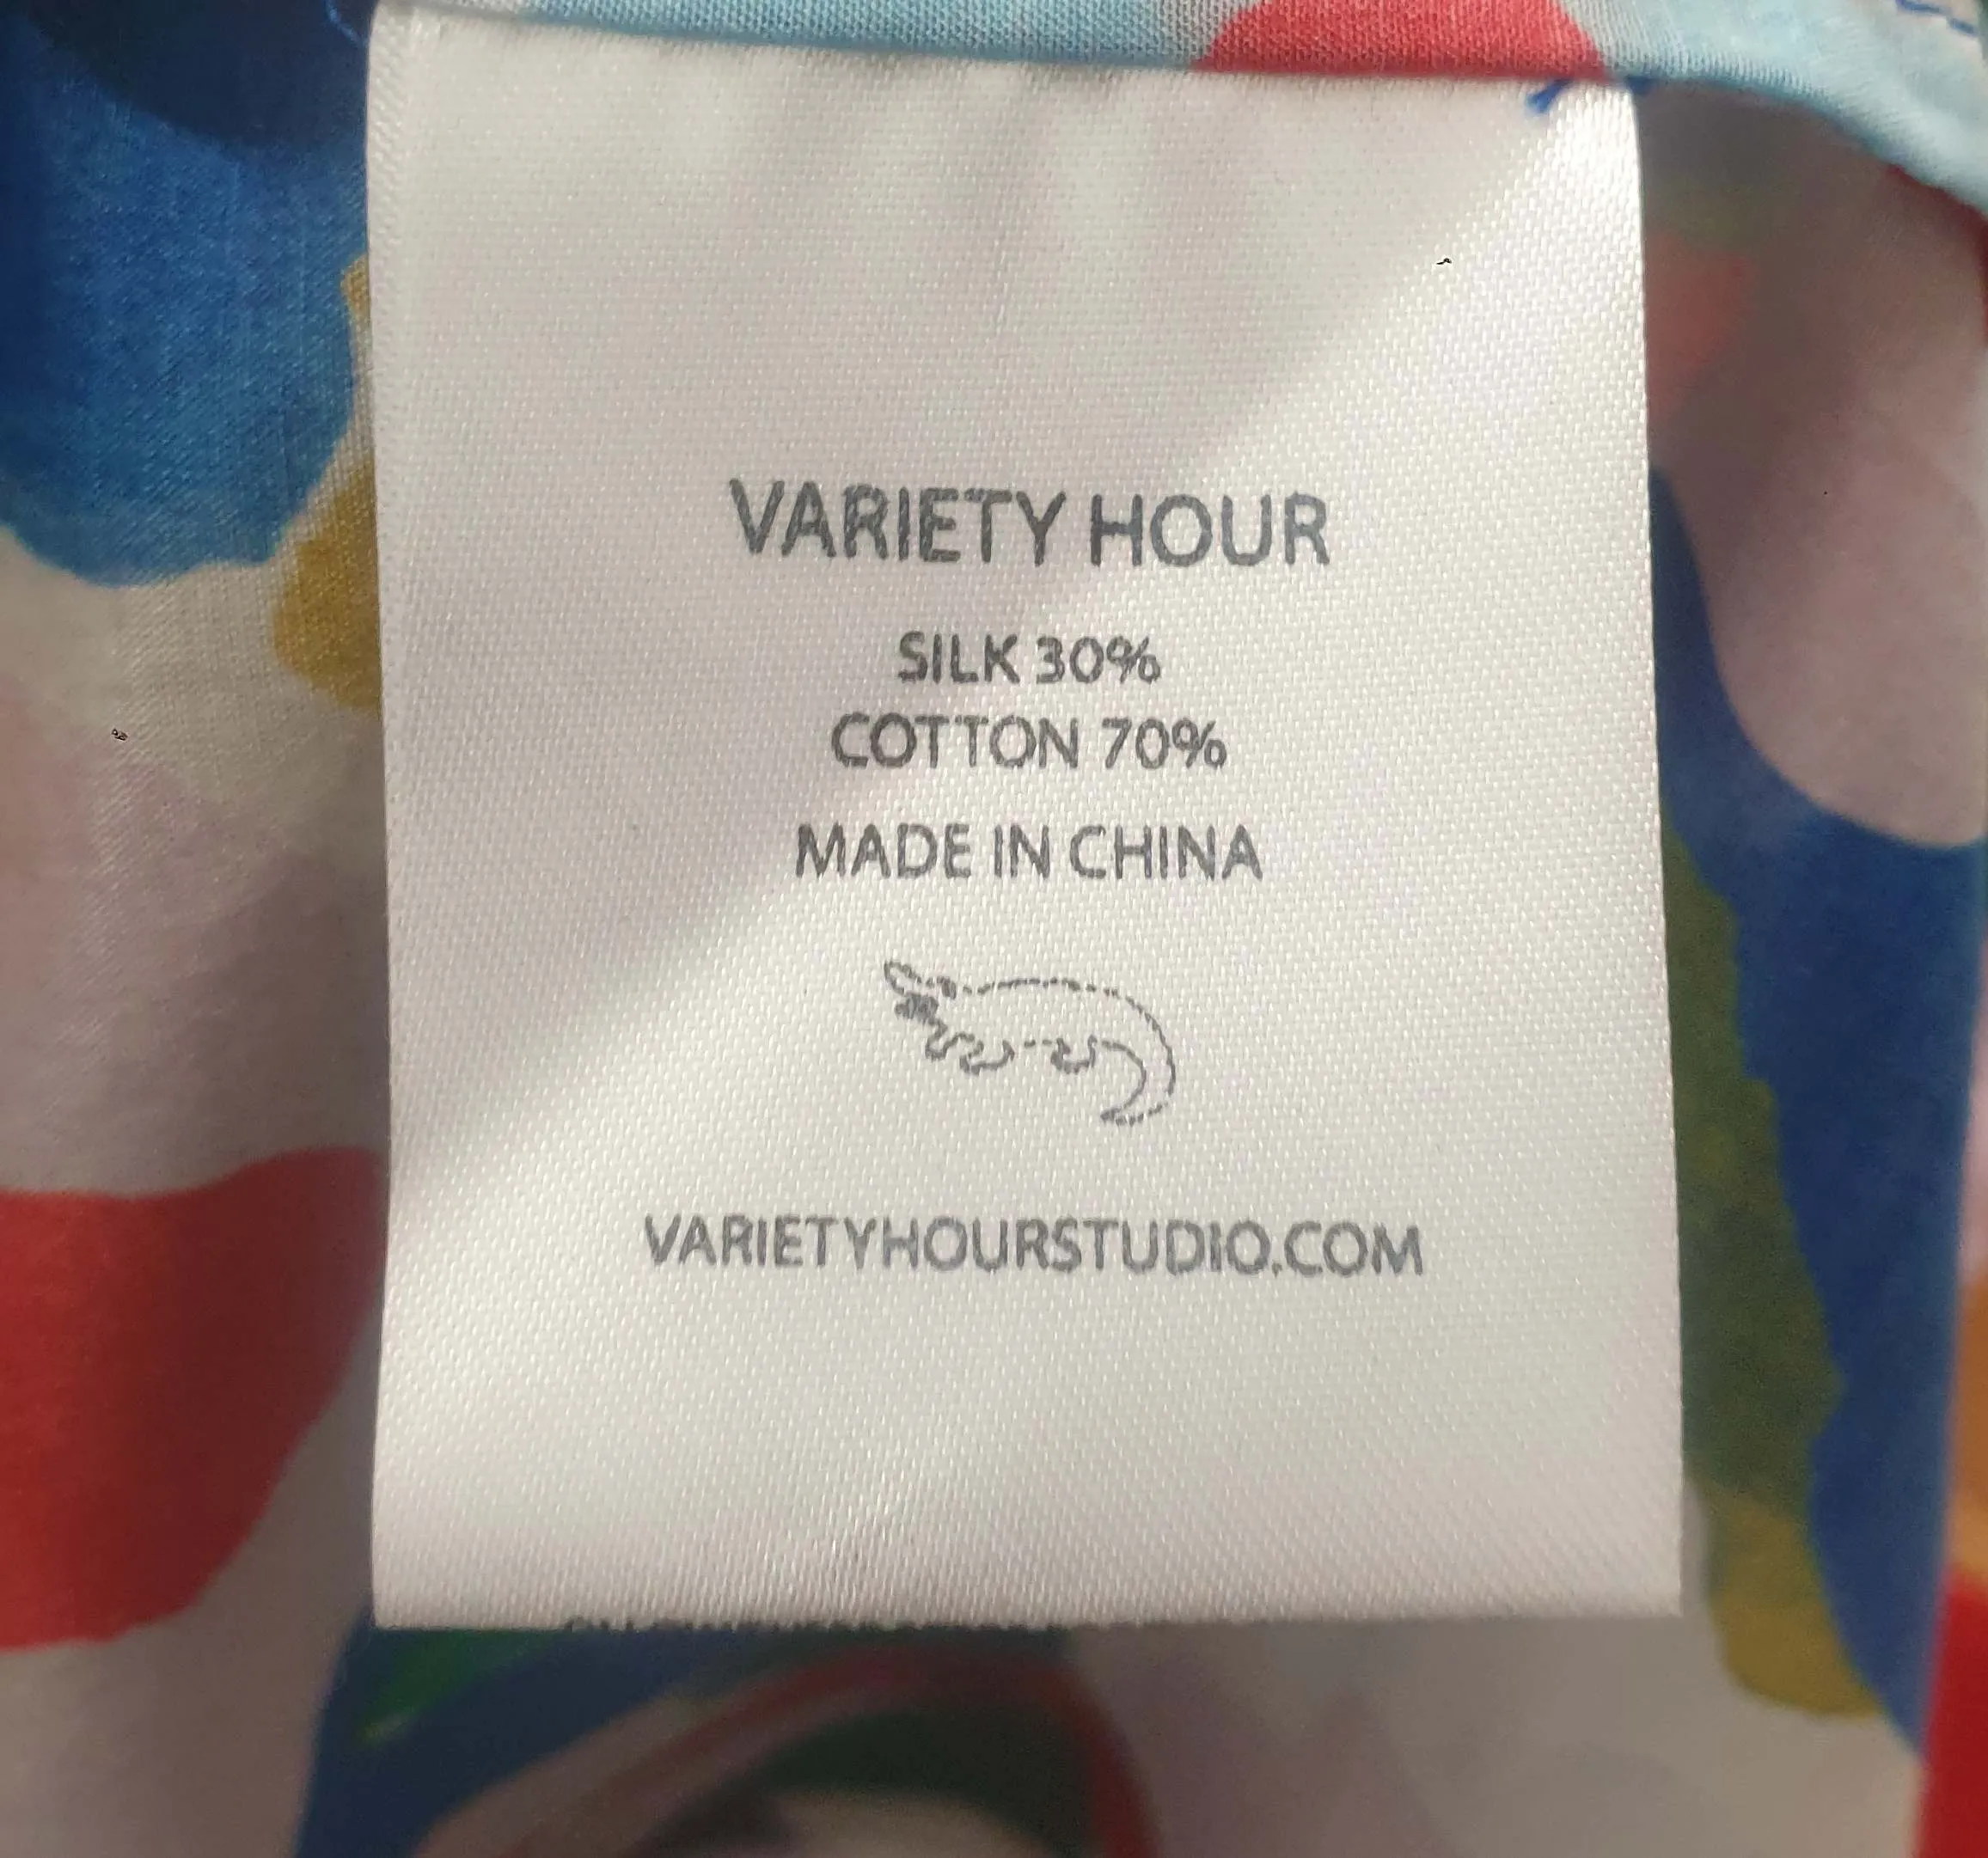 VARIETY HOUR
SILK 30%
COTTON 70%
MADE IN CHINA
VARIETYHOURSTUDIO.COM